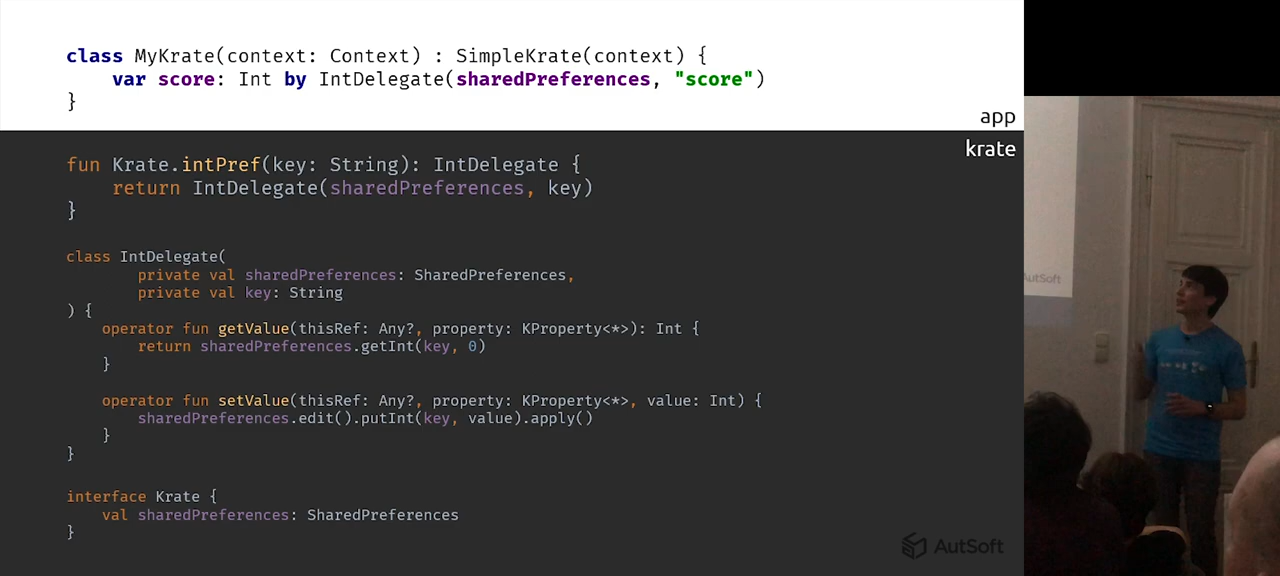 class MyKrate(context: Context) : SimpleKrate(context) {
    var score: Int by IntDelegate(sharedPreferences, "score")
}
app
krate
fun Krate.intPref(key: String): IntDelegate {
    return IntDelegate(sharedPreferences, key)
}
class IntDelegate(
        private val sharedPreferences: SharedPreferences,
        private val key: String
) {
    operator fun getValue(thisRef: Any?, property: KProperty<*>): Int {
        return sharedPreferences.getInt(key, 0)
    }
    operator fun setValue(thisRef: Any?, property: KProperty<*>, value: Int) {
        sharedPreferences.edit().putInt(key, value).apply()
    }
}
interface Krate {
    val sharedPreferences: SharedPreferences
}
AutSoft
AutSoft